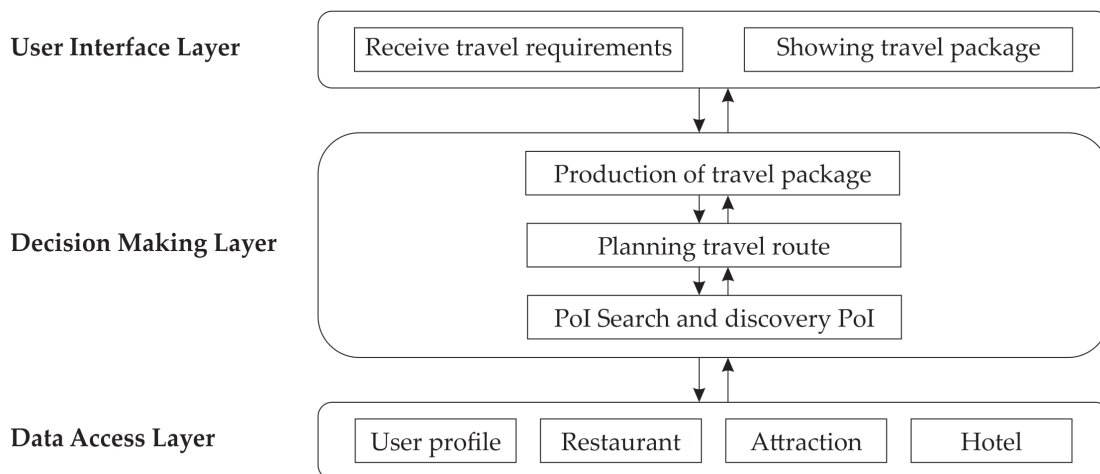 User Interface Layer
Receive travel requirements
Showing travel package
Production of travel package
Decision Making Layer
Planning travel route
PoI Search and discovery PoI
Data Access Layer
User profile
Restaurant
Attraction
Hotel